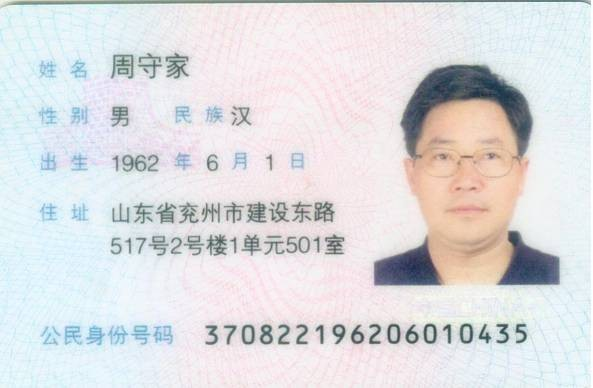 姓名 周守家
性别 男 民族 汉
出生 1962 年 6 月 1 日
住址 山东省兖州市建设东路
517号2号楼1单元501室
公民身份号码 370822196206010435